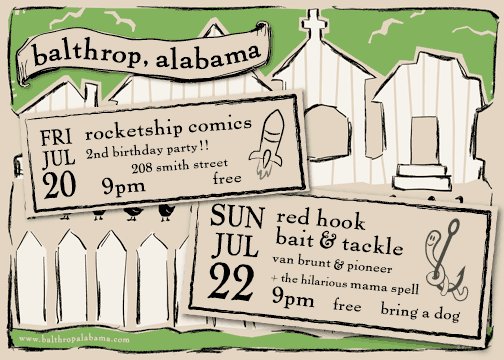 balthrop, alabama
FRI
JUL
20
rocketship comics
2nd birthday party!!
208 smith street
9pm free
SUN
JUL
22
red hook
bait & tackle
van brunt & pioneer
+ the hilarious mama spell
9pm free bring a dog
www.balthropalabama.com